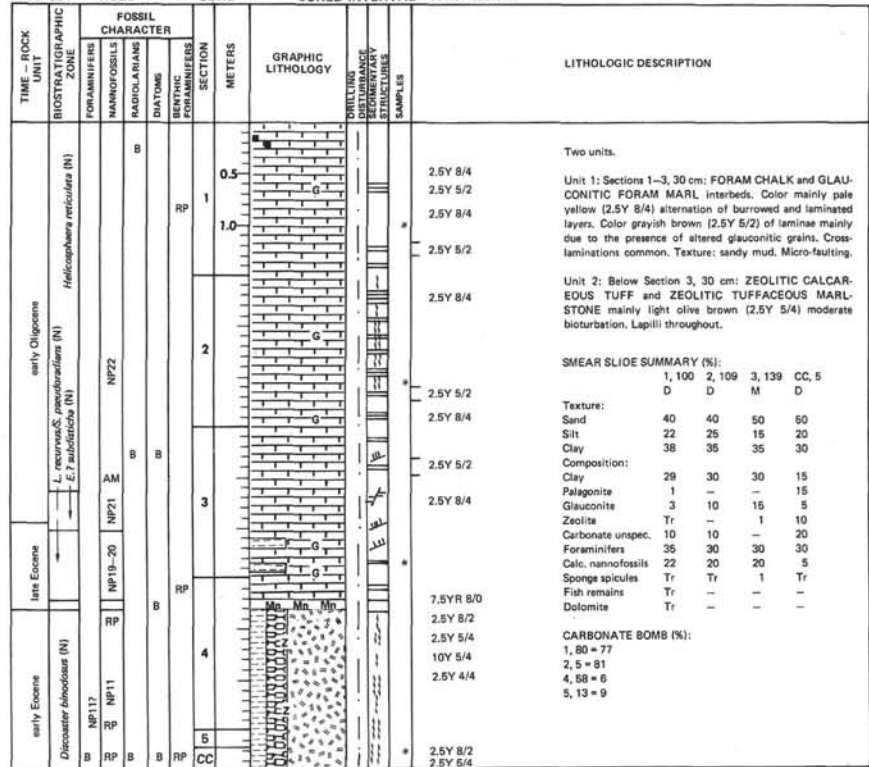 FOSSIL
CHARACTER
TIME – ROCK
UNIT
BIOSTRATIGRAPHIC
ZONE
FORAMINIFERS
NANNOFOSSILS
RADIOLARIANS
DIATOMS
BENTHIC
FORAMINIFERS
SECTION
METERS
GRAPHIC
LITHOLOGY
DRILLING
DISTURBANCE
SEDIMENTARY
STRUCTURES
SAMPLES
LITHOLOGIC DESCRIPTION
early Oligocene
late Eocene
early Eocene
Helicosphaera reticulata (N)
L. recurvus/S. pseudoradians (N)
E.? subdisticha (N)
Discoaster binodosus (N)
NP11?
B
NP22
AM
NP21
NP19–20
RP
NP11
RP
RP
B
B
B
B
B
B
RP
RP
RP
1
2
3
4
5
CC
0.5
1.0
G
G
G
G
G
Mn Mn Mn
Z
Z
*
*
*
*
2.5Y 8/4
2.5Y 5/2
2.5Y 8/4
2.5Y 5/2
2.5Y 8/4
2.5Y 5/2
2.5Y 8/4
2.5Y 5/2
2.5Y 8/4
7.5YR 8/0
2.5Y 8/2
2.5Y 5/4
10Y 5/4
2.5Y 4/4
2.5Y 8/2
2.5Y 5/4
Two units.
Unit 1: Sections 1–3, 30 cm: FORAM CHALK and GLAU-
CONITIC FORAM MARL interbeds. Color mainly pale
yellow (2.5Y 8/4) alternation of burrowed and laminated
layers. Color grayish brown (2.5Y 5/2) of laminae mainly
due to the presence of altered glauconitic grains. Cross-
laminations common. Texture: sandy mud. Micro-faulting.
Unit 2: Below Section 3, 30 cm: ZEOLITIC CALCAR-
EOUS TUFF and ZEOLITIC TUFFACEOUS MARL-
STONE mainly light olive brown (2.5Y 5/4) moderate
bioturbation. Lapilli throughout.
SMEAR SLIDE SUMMARY (%):
1, 100 2, 109 3, 139 CC, 5
D D M D
Texture:
Sand 40 40 50 50
Silt 22 25 15 20
Clay 38 35 35 30
Composition:
Clay 29 30 30 15
Palagonite 1 – – 15
Glauconite 3 10 15 5
Zeolite Tr – 1 10
Carbonate unspec. 10 10 – 20
Foraminifers 35 30 30 30
Calc. nannofossils 22 20 20 5
Sponge spicules Tr Tr 1 Tr
Fish remains Tr – – –
Dolomite Tr – – –
CARBONATE BOMB (%):
1, 80 = 77
2, 5 = 81
4, 58 = 6
5, 13 = 9